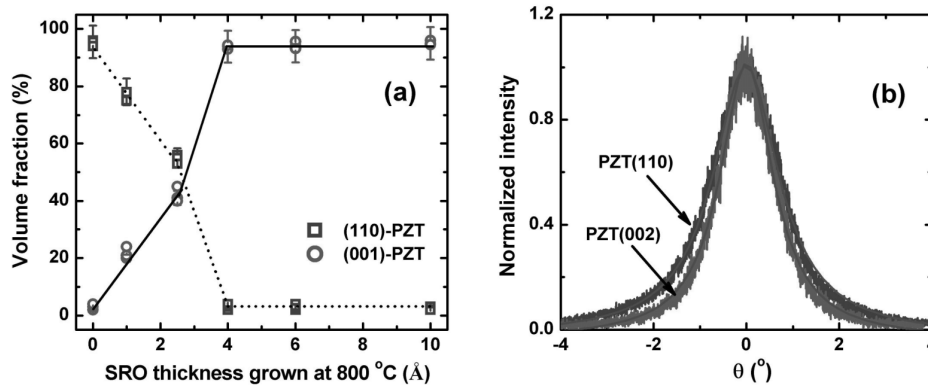 100
80
60
40
20
0
Volume fraction (%)
(a)
(110)-PZT
(001)-PZT
0 2 4 6 8 10
SRO thickness grown at 800 °C (Å)
1.2
0.8
0.4
0.0
Normalized intensity
(b)
PZT(110)
PZT(002)
-4 -2 0 2 4
θ (°)